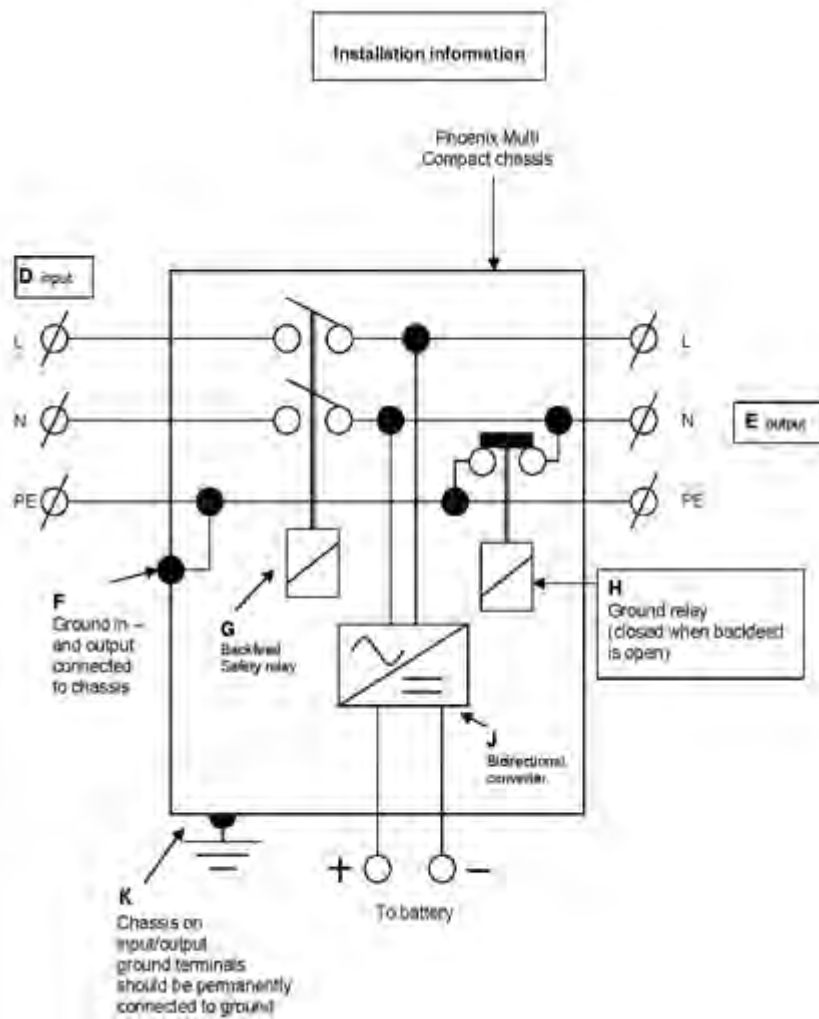 Installation information
Phoenix Multi
Compact chassis
D input
L
L
N
N
E output
PE
PE
F
Ground in –
and output
connected
to chassis
G
Backfeed
Safety relay
H
Ground relay
(closed when backfeed
is open)
J
Bidirectional
converter
+
–
To battery
K
Chassis on
input/output
ground terminals
should be permanently
connected to ground